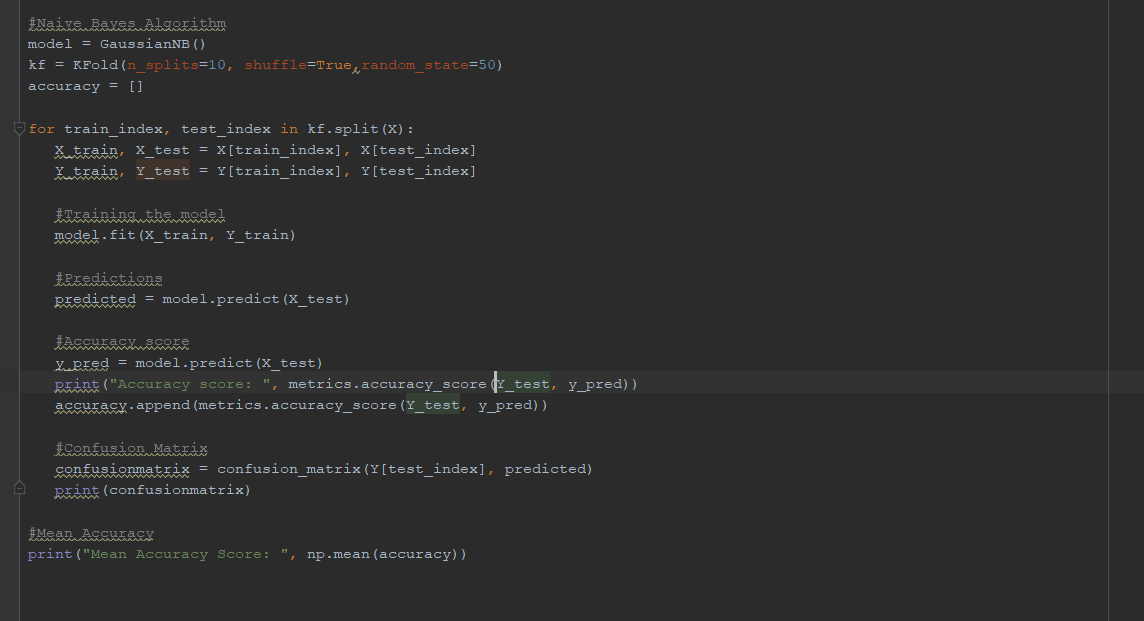 #Naive Bayes Algorithm
model = GaussianNB()
kf = KFold(n_splits=10, shuffle=True,random_state=50)
accuracy = []
for train_index, test_index in kf.split(X):
X_train, X_test = X[train_index], X[test_index]
Y_train, Y_test = Y[train_index], Y[test_index]
#Training the model
model.fit(X_train, Y_train)
#Predictions
predicted = model.predict(X_test)
#Accuracy score
y_pred = model.predict(X_test)
print("Accuracy score: ", metrics.accuracy_score(Y_test, y_pred))
accuracy.append(metrics.accuracy_score(Y_test, y_pred))
#Confusion Matrix
confusionmatrix = confusion_matrix(Y[test_index], predicted)
print(confusionmatrix)
#Mean Accuracy
print("Mean Accuracy Score: ", np.mean(accuracy))